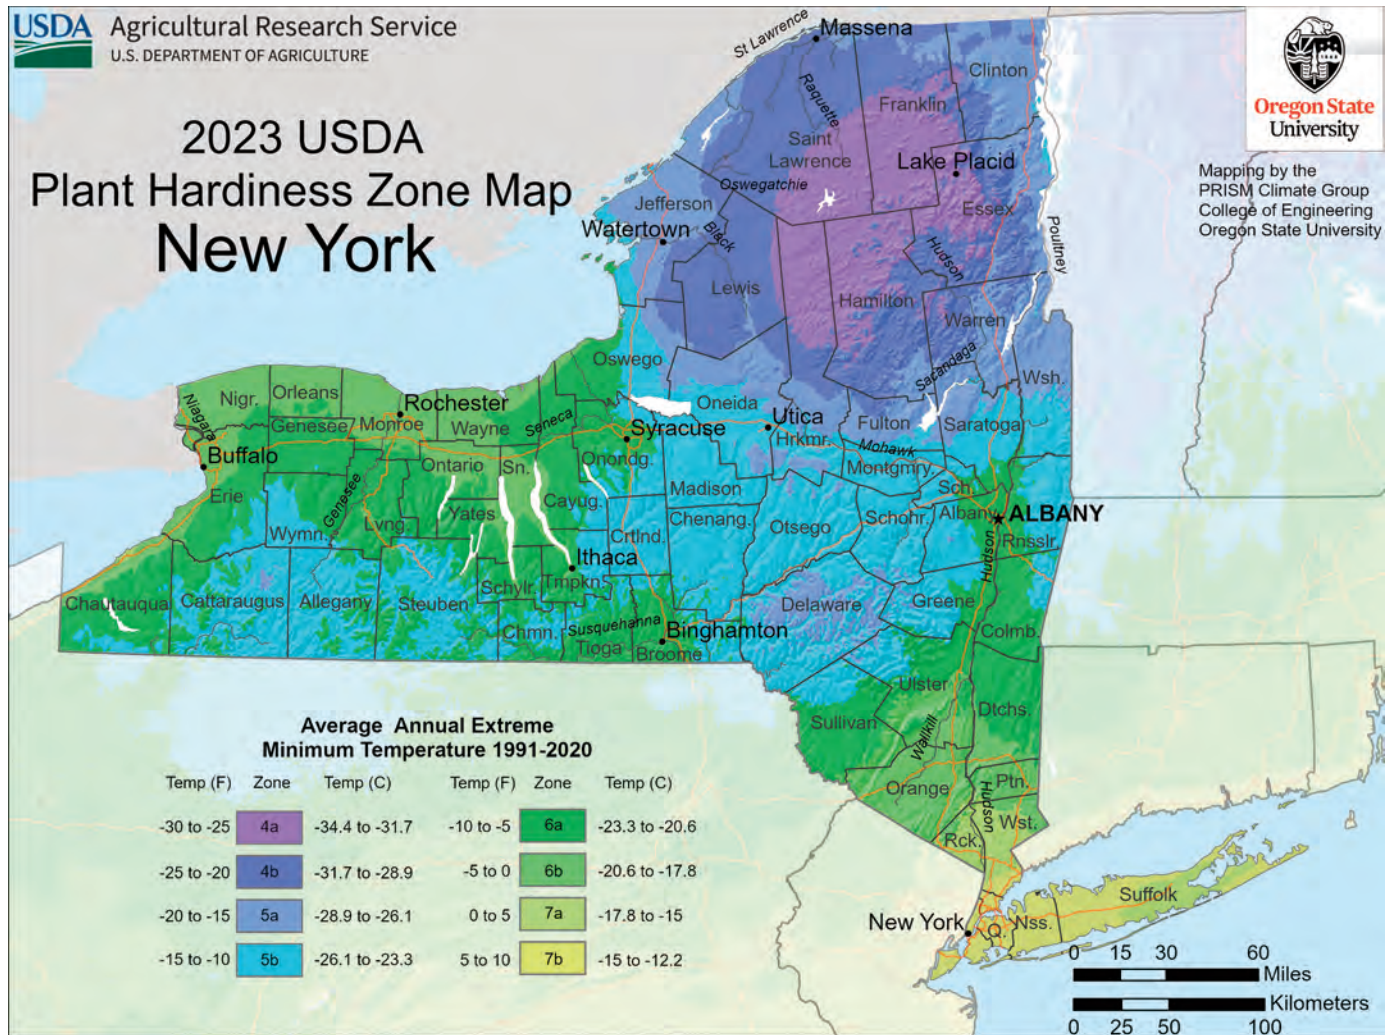 USDA
Agricultural Research Service
U.S. DEPARTMENT OF AGRICULTURE
2023 USDA
Plant Hardiness Zone Map
New York
Oregon State
University
Mapping by the
PRISM Climate Group
College of Engineering
Oregon State University
St Lawrence
Massena
Clinton
Franklin
Raquette
Saint
Lawrence
Lake Placid
Oswegatchie
Essex
Jefferson
Watertown
Black
Hudson
Poultney
Lewis
Hamilton
Warren
Oswego
Sacandaga
Wsh.
Niagara
Nigr.
Orleans
Rochester
Oneida
Utica
Fulton
Saratoga
Genesee
Monroe
Wayne
Seneca
Syracuse
Hrkmr.
Mohawk
Buffalo
Ontario
Sn.
Onondg.
Montgmry.
Erie
Genesee
Cayug.
Madison
Sch.
Yates
Chenang.
Otsego
Schohr.
Albany
ALBANY
Wymn.
Lvng.
Crtlnd.
Rnsslr.
Ithaca
Hudson
Chautauqua
Cattaraugus
Allegany
Steuben
Schylr.
Tmpkn.
Delaware
Greene
Chmn.
Susquehanna
Binghamton
Colmb.
Tioga
Broome
Ulster
Sullivan
Wallkill
Dtchs.
Orange
Ptn.
Hudson
Wst.
Rck.
Suffolk
New York
Q.
Nss.
Average Annual Extreme
Minimum Temperature 1991-2020
Temp (F) Zone Temp (C) Temp (F) Zone Temp (C)
-30 to -25 4a -34.4 to -31.7 -10 to -5 6a -23.3 to -20.6
-25 to -20 4b -31.7 to -28.9 -5 to 0 6b -20.6 to -17.8
-20 to -15 5a -28.9 to -26.1 0 to 5 7a -17.8 to -15
-15 to -10 5b -26.1 to -23.3 5 to 10 7b -15 to -12.2
0 15 30 60
Miles
Kilometers
0 25 50 100